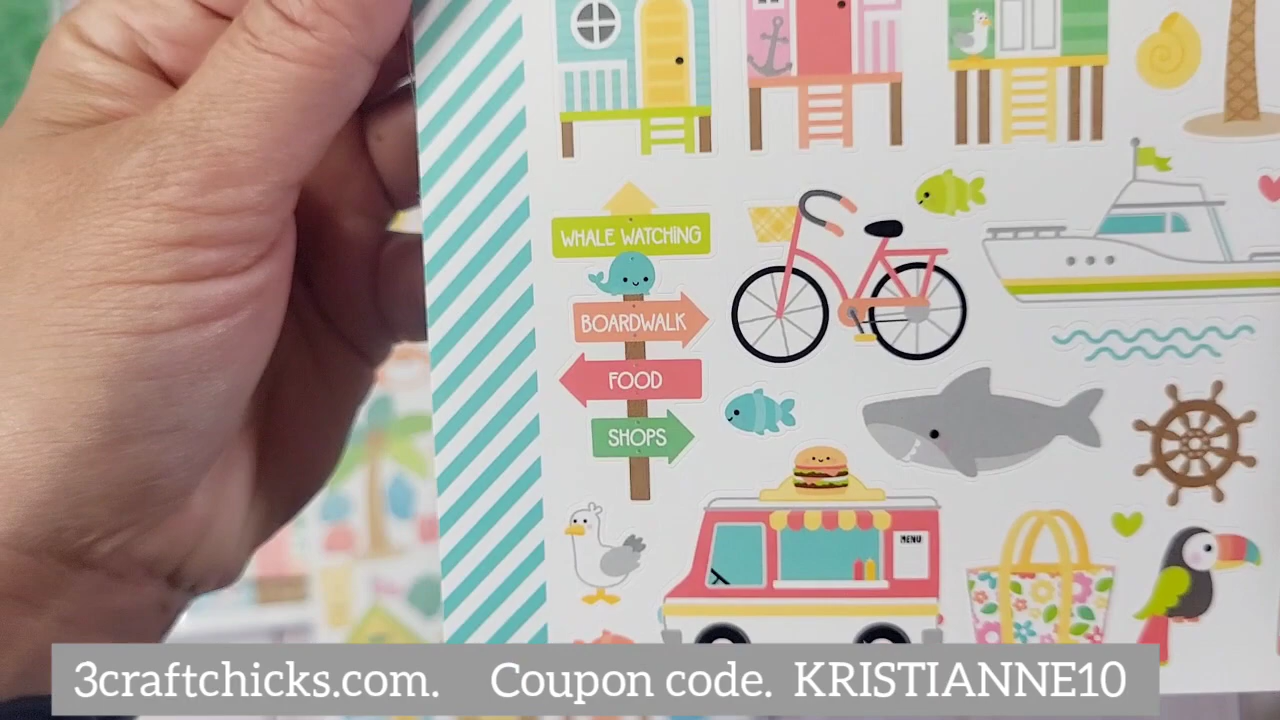 WHALE WATCHING
BOARDWALK
FOOD
SHOPS
MENU
3craftchicks.com. Coupon code. KRISTIANNE10